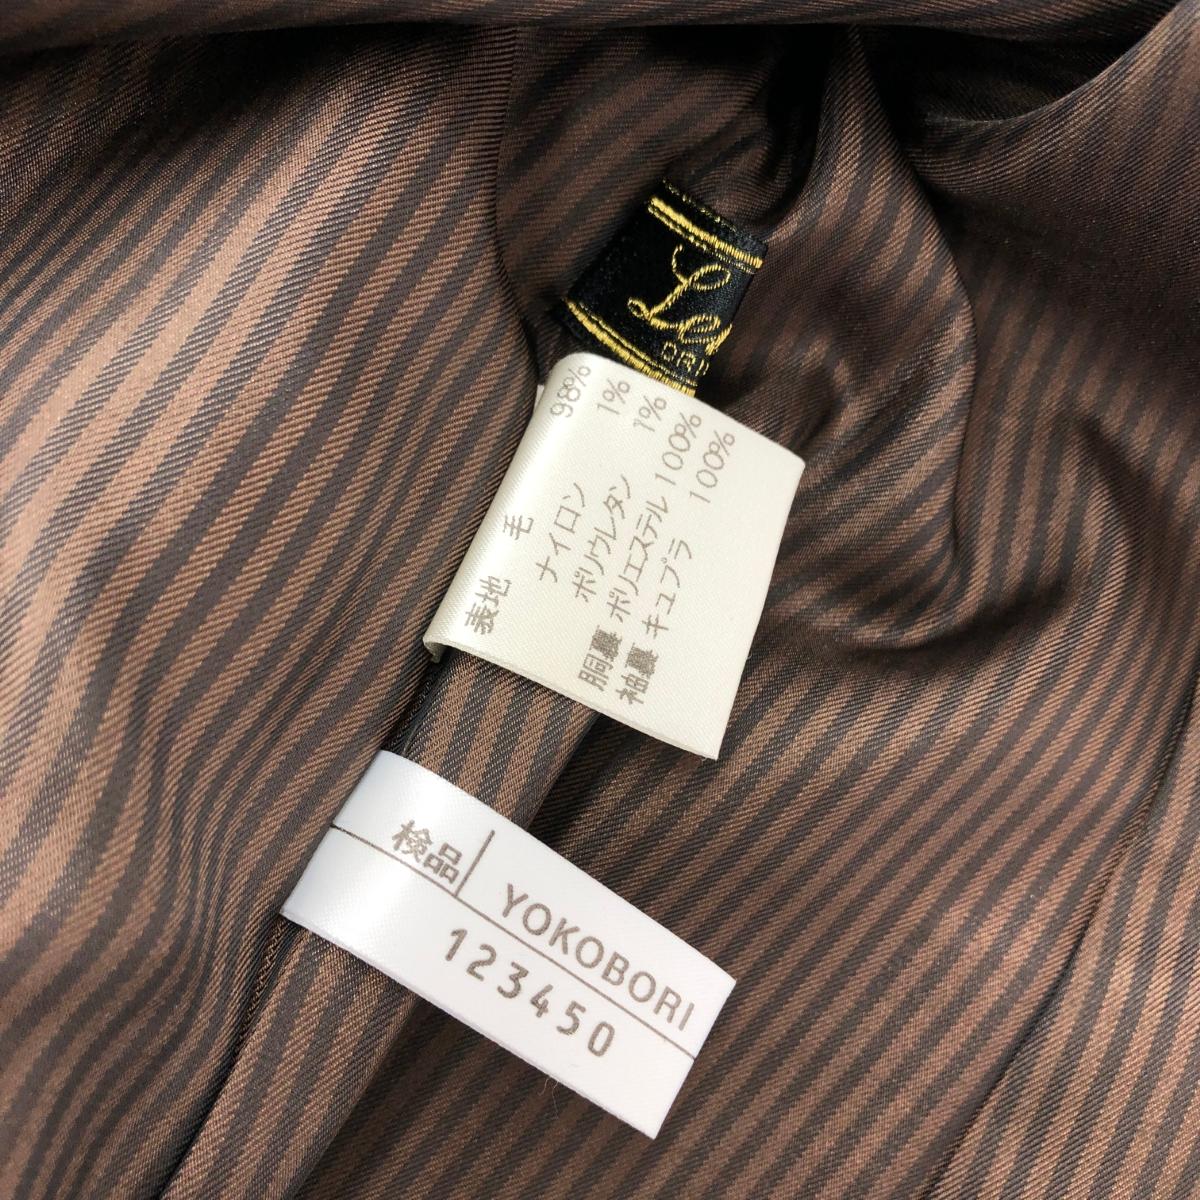 表地 毛 98%
ナイロン 1%
ポリウレタン 1%
胴裏 ポリエステル 100%
袖裏 キュプラ 100%
検品 YOKOBORI
123450